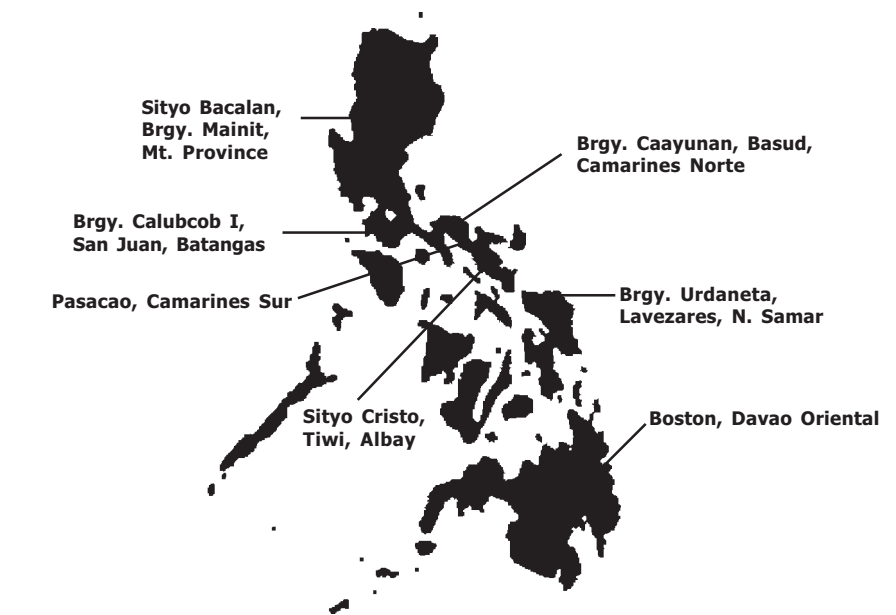 Sityo Bacalan,
Brgy. Mainit,
Mt. Province
Brgy. Caayunan, Basud,
Camarines Norte
Brgy. Calubcob I,
San Juan, Batangas
Pasacao, Camarines Sur
Brgy. Urdaneta,
Lavezares, N. Samar
Sityo Cristo,
Tiwi, Albay
Boston, Davao Oriental